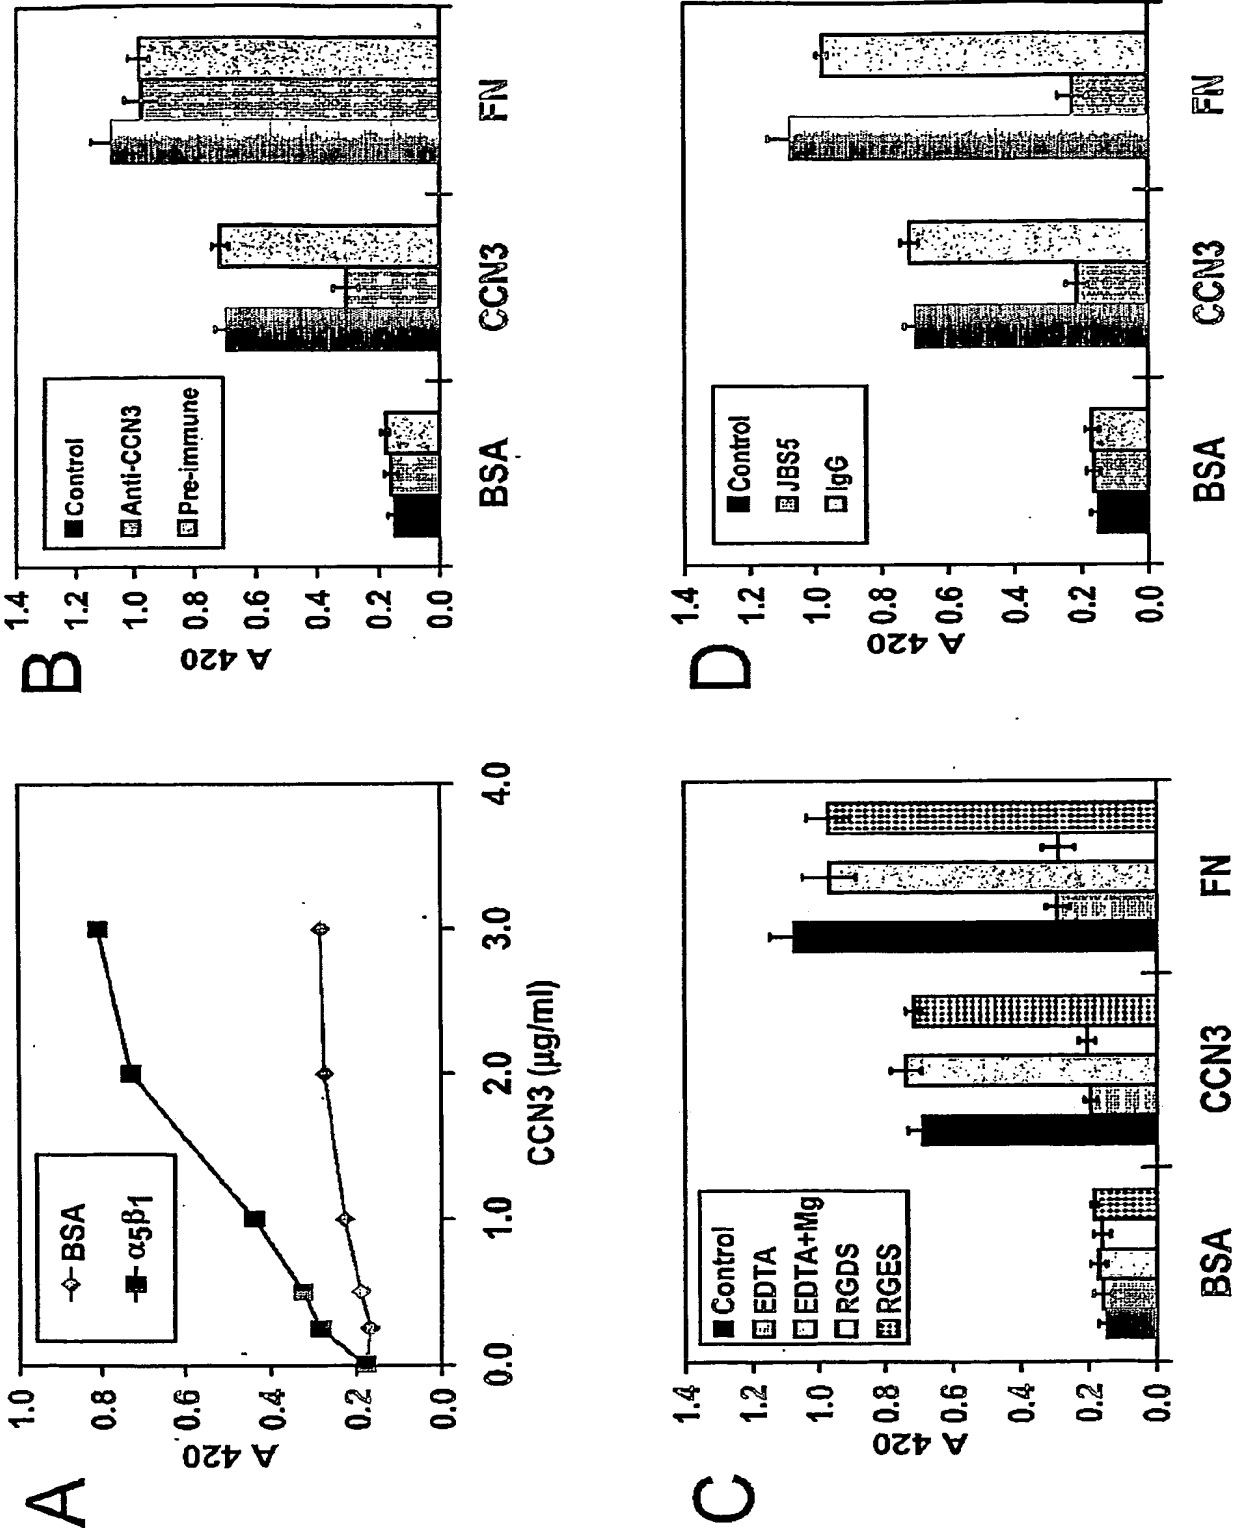 A
1.0
0.8
0.6
0.4
0.2
0.0
A 420
BSA
α5β1
0.0 1.0 2.0 3.0 4.0
CCN3 (µg/ml)
B
1.4
1.2
1.0
0.8
0.6
0.4
0.2
0.0
A 420
Control
Anti-CCN3
Pre-immune
BSA CCN3 FN
C
1.4
1.2
1.0
0.8
0.6
0.4
0.2
0.0
A 420
Control
EDTA
EDTA+Mg
RGDS
RGES
BSA CCN3 FN
D
1.4
1.2
1.0
0.8
0.6
0.4
0.2
0.0
A 420
Control
JBS5
IgG
BSA CCN3 FN